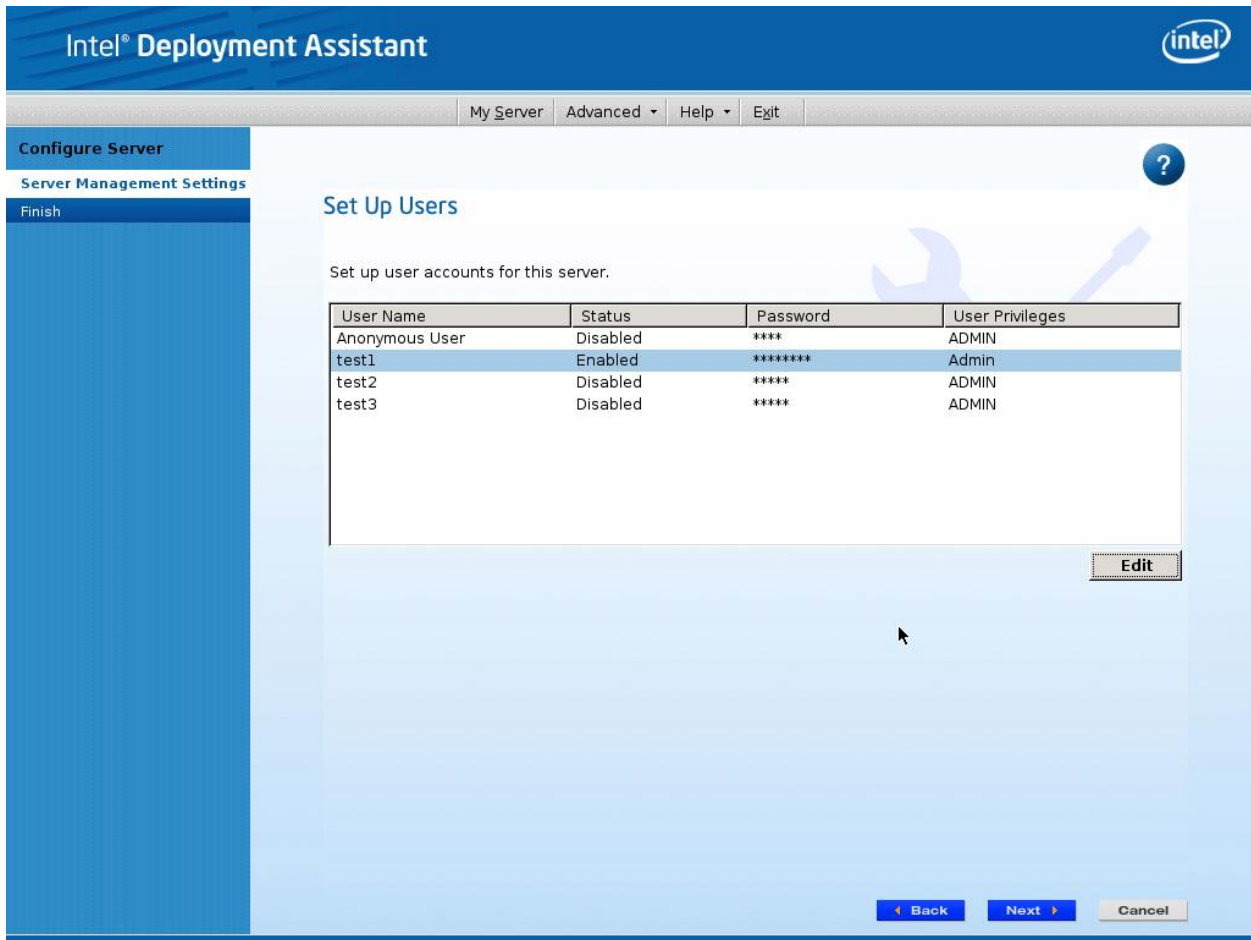 Intel® Deployment Assistant
intel
My Server Advanced Help Exit
Configure Server
Server Management Settings
Finish
?
Set Up Users
Set up user accounts for this server.
User Name Status Password User Privileges
Anonymous User Disabled **** ADMIN
test1 Enabled ******** Admin
test2 Disabled ***** ADMIN
test3 Disabled ***** ADMIN
Edit
Back Next Cancel